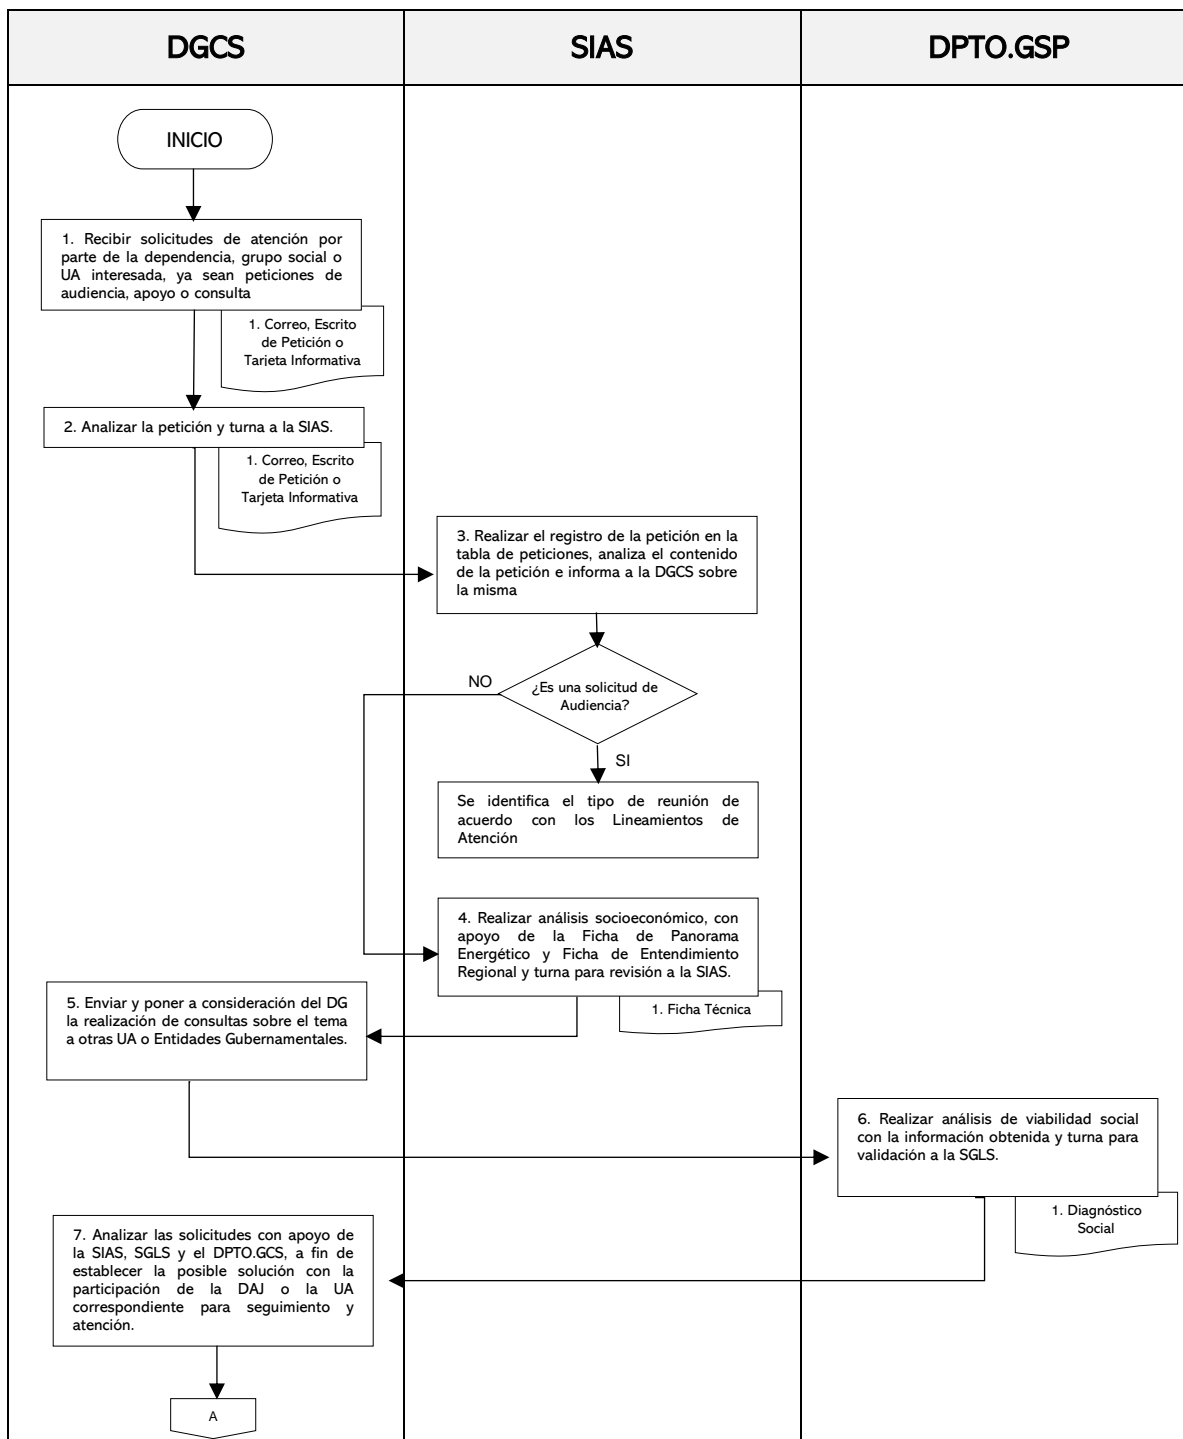 DGCS
SIAS
DPTO.GSP
INICIO
1. Recibir solicitudes de atención por
parte de la dependencia, grupo social o
UA interesada, ya sean peticiones de
audiencia, apoyo o consulta
1. Correo, Escrito
de Petición o
Tarjeta Informativa
2. Analizar la petición y turna a la SIAS.
1. Correo, Escrito
de Petición o
Tarjeta Informativa
3. Realizar el registro de la petición en la
tabla de peticiones, analiza el contenido
de la petición e informa a la DGCS sobre
la misma
NO
¿Es una solicitud de
Audiencia?
SI
Se identifica el tipo de reunión de
acuerdo con los Lineamientos de
Atención
4. Realizar análisis socioeconómico, con
apoyo de la Ficha de Panorama
Energético y Ficha de Entendimiento
Regional y turna para revisión a la SIAS.
1. Ficha Técnica
5. Enviar y poner a consideración del DG
la realización de consultas sobre el tema
a otras UA o Entidades Gubernamentales.
6. Realizar análisis de viabilidad social
con la información obtenida y turna para
validación a la SGLS.
1. Diagnóstico
Social
7. Analizar las solicitudes con apoyo de
la SIAS, SGLS y el DPTO.GCS, a fin de
establecer la posible solución con la
participación de la DAJ o la UA
correspondiente para seguimiento y
atención.
A